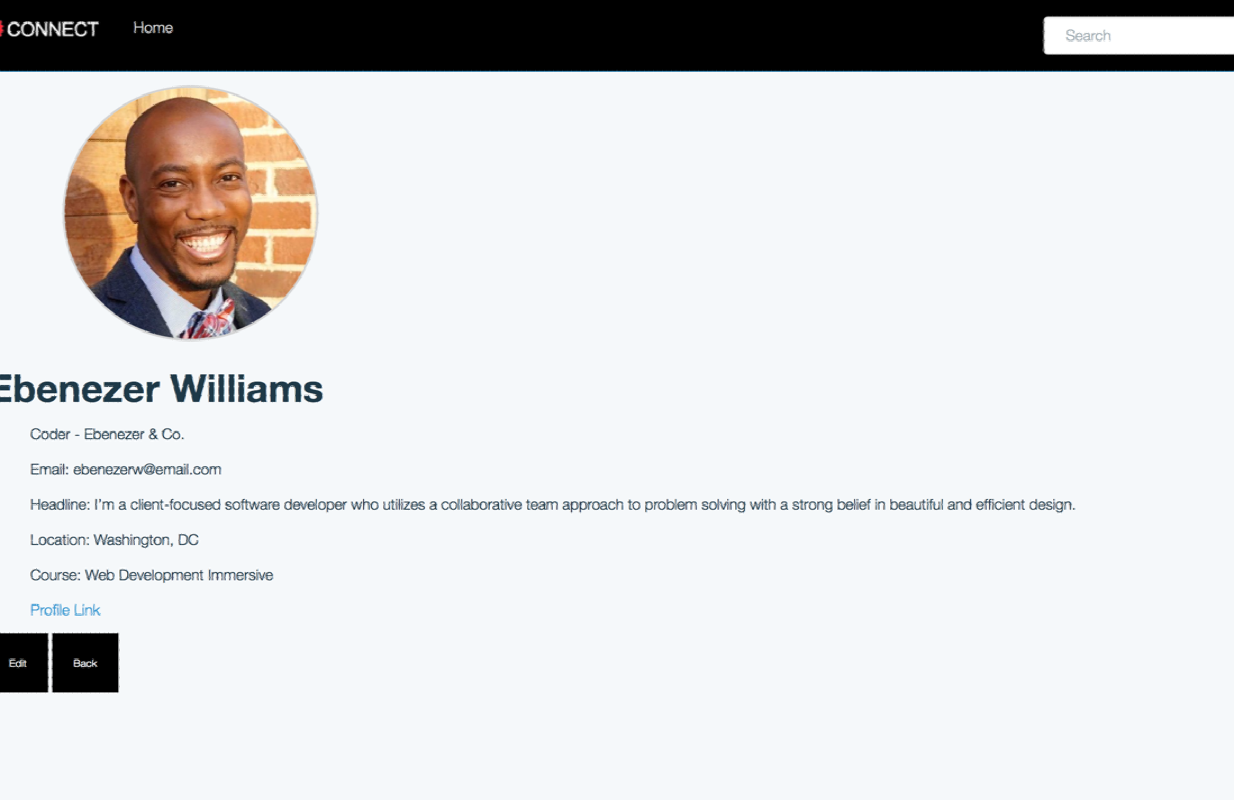 CONNECT Home Search
Ebenezer Williams
Coder - Ebenezer & Co.
Email: ebenezerw@email.com
Headline: I'm a client-focused software developer who utilizes a collaborative team approach to problem solving with a strong belief in beautiful and efficient design.
Location: Washington, DC
Course: Web Development Immersive
Profile Link
Edit Back